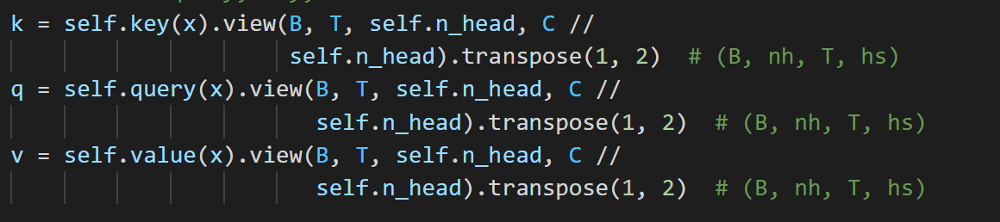 k = self.key(x).view(B, T, self.n_head, C //
self.n_head).transpose(1, 2)  # (B, nh, T, hs)
q = self.query(x).view(B, T, self.n_head, C //
self.n_head).transpose(1, 2)  # (B, nh, T, hs)
v = self.value(x).view(B, T, self.n_head, C //
self.n_head).transpose(1, 2)  # (B, nh, T, hs)